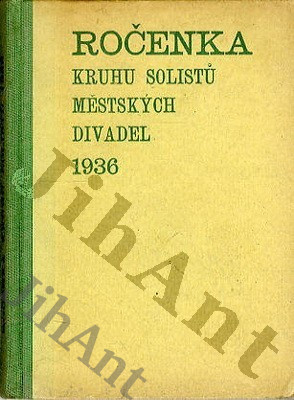 ROČENKA
KRUHU SOLISTŮ
MĚSTSKÝCH
DIVADEL
1936
JihAnt
JihAnt